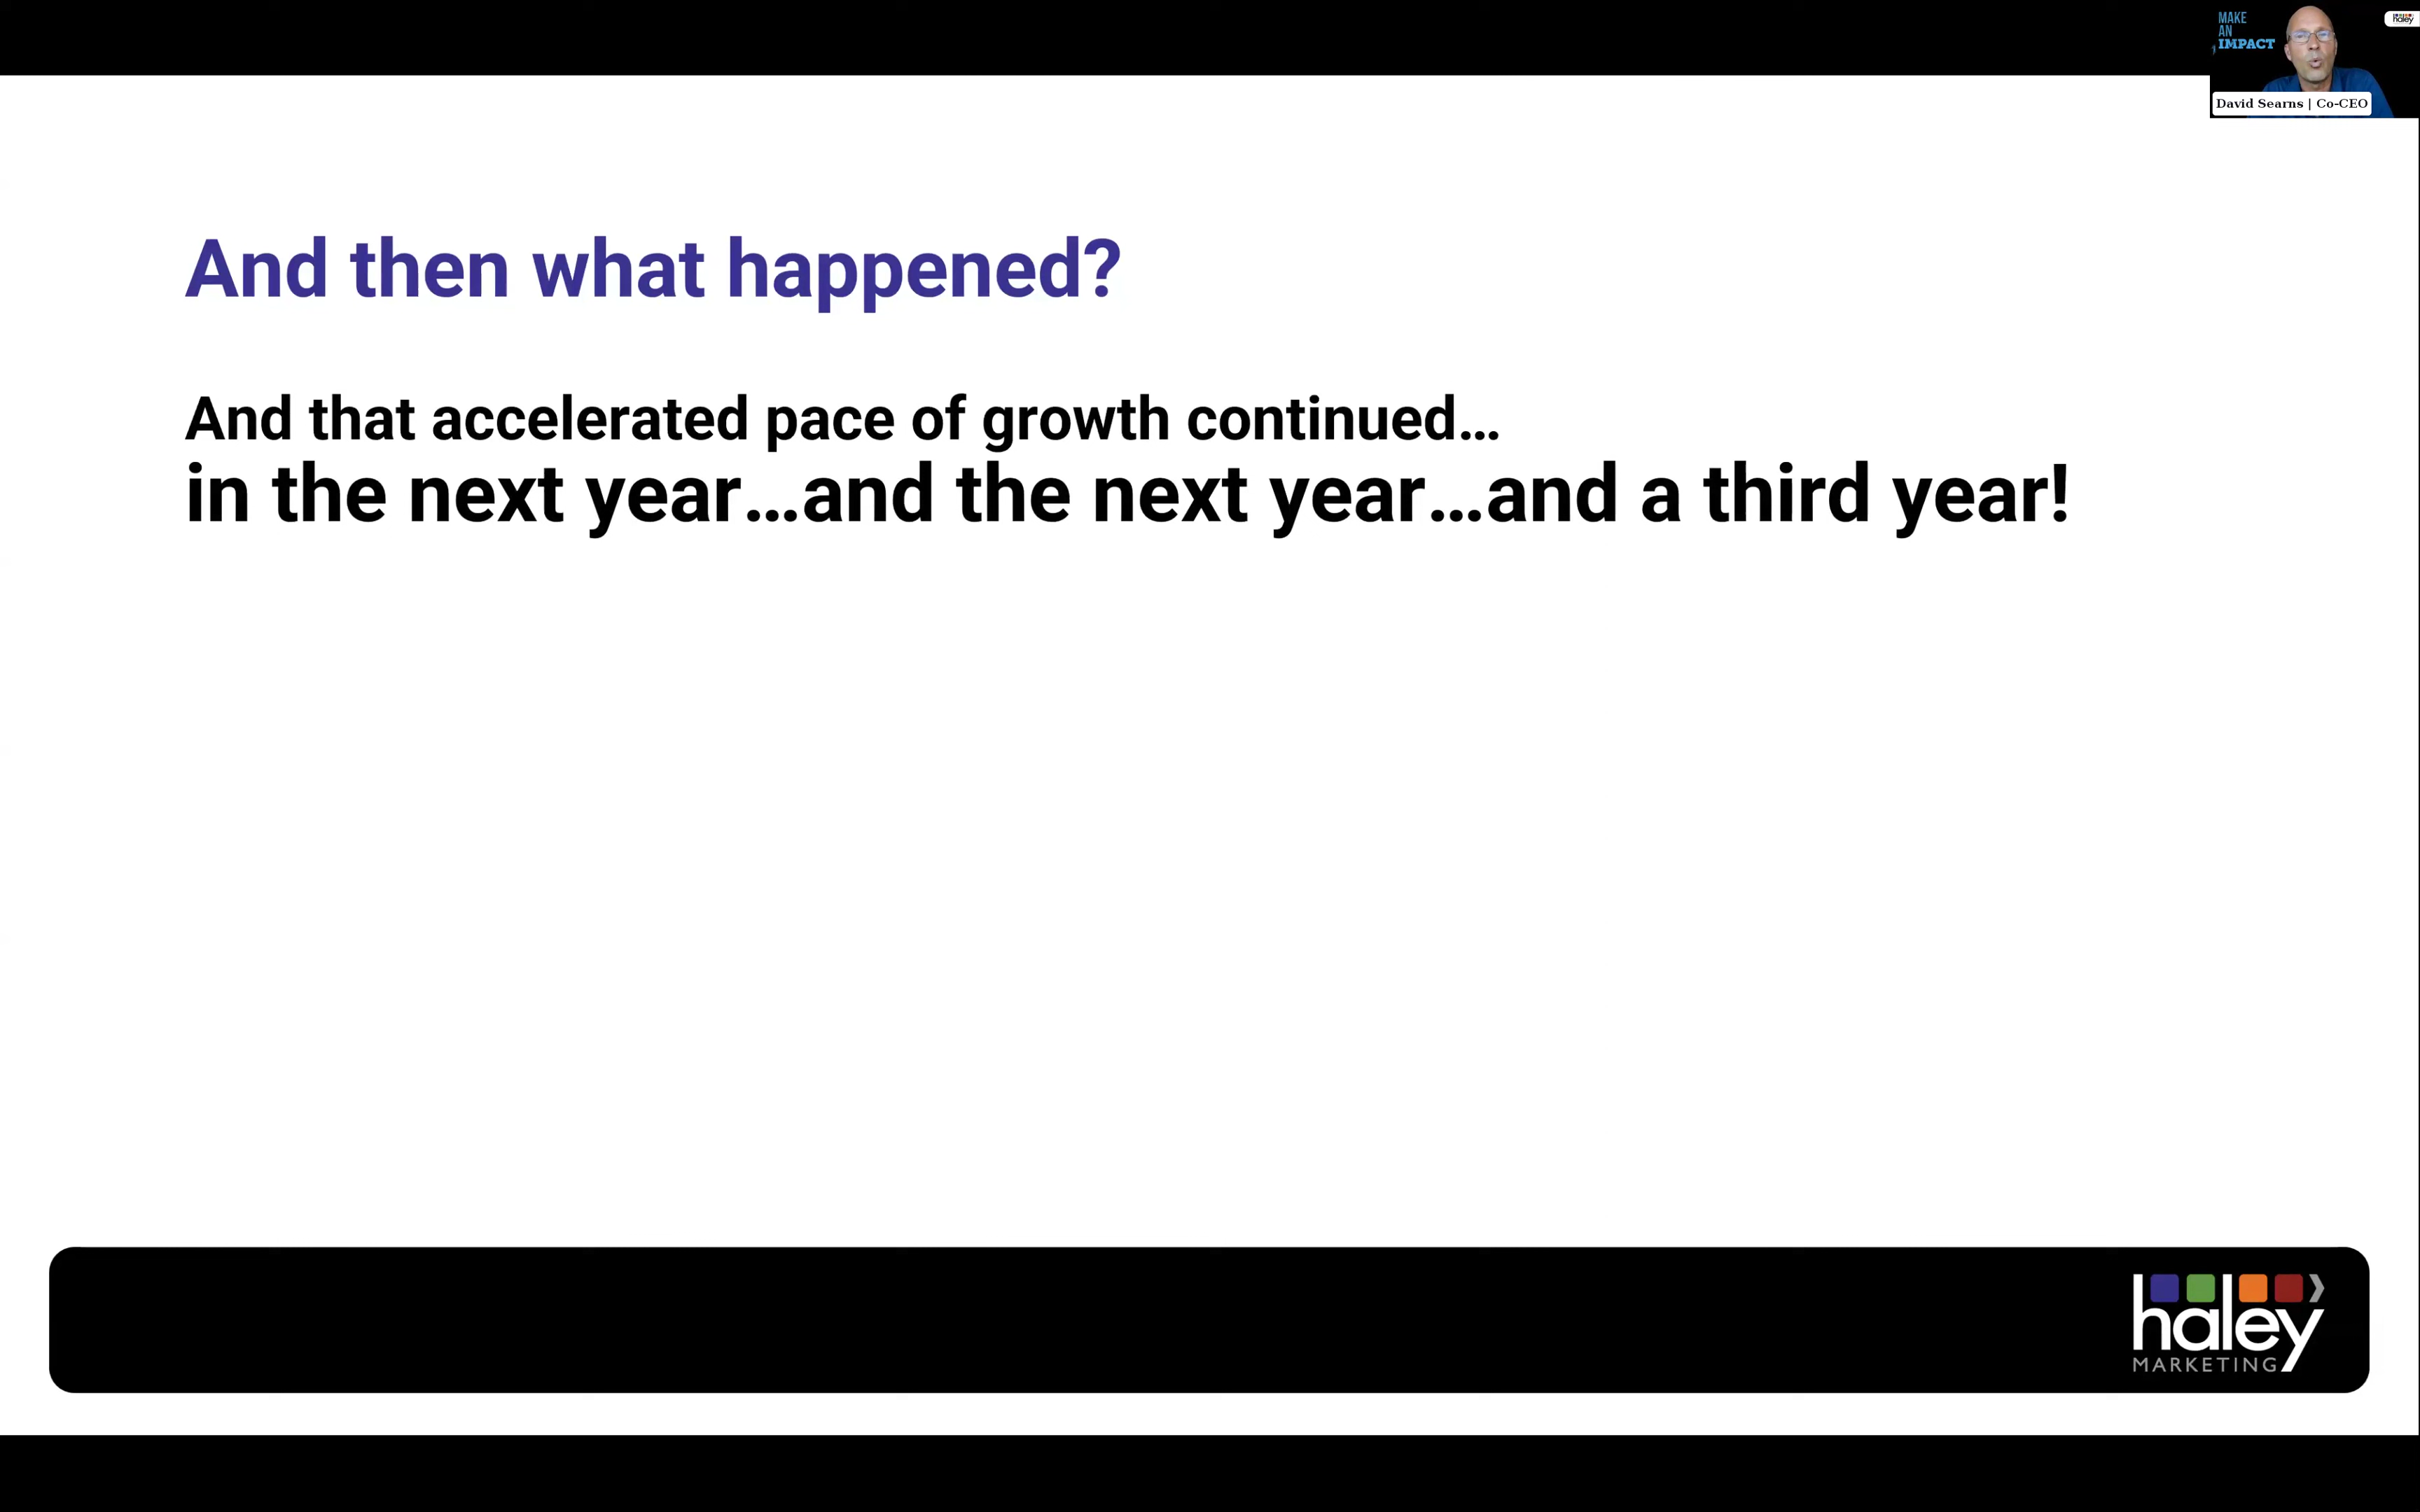 MAKE
AN
IMPACT
haley
David Searns | Co-CEO
And then what happened?
And that accelerated pace of growth continued…
in the next year…and the next year…and a third year!
haley
MARKETING